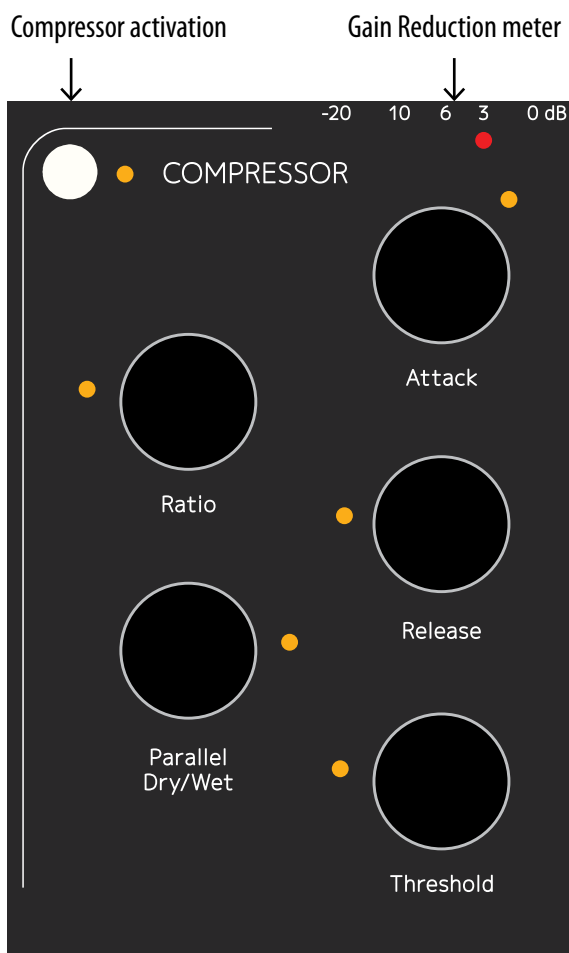 Compressor activation Gain Reduction meter
-20 10 6 3 0 dB
COMPRESSOR
Attack
Ratio
Release
Parallel
Dry/Wet
Threshold